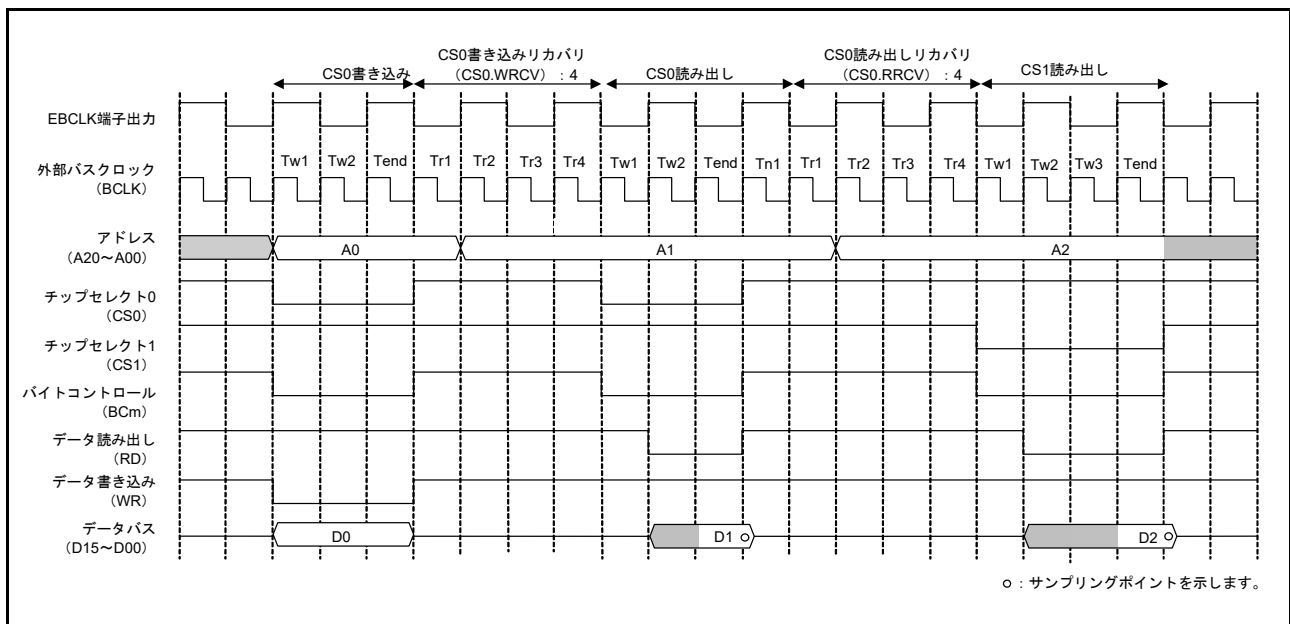 CS0書き込み
CS0書き込みリカバリ
（CS0.WRCV）：4
CS0読み出し
CS0読み出しリカバリ
（CS0.RRCV）：4
CS1読み出し
EBCLK端子出力
外部バスクロック
（BCLK）
Tw1 Tw2 Tend Tr1 Tr2 Tr3 Tr4 Tw1 Tw2 Tend Tn1 Tr1 Tr2 Tr3 Tr4 Tw1 Tw2 Tw3 Tend
アドレス
（A20～A00）
A0 A1 A2
チップセレクト0
（CS0）
チップセレクト1
（CS1）
バイトコントロール
（BCm）
データ読み出し
（RD）
データ書き込み
（WR）
データバス
（D15～D00）
D0 D1 D2
○：サンプリングポイントを示します。